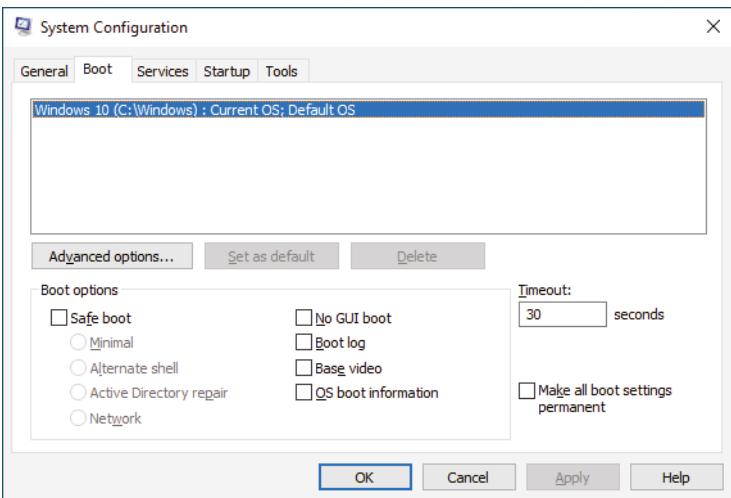 System Configuration
General Boot Services Startup Tools
Windows 10 (C:\Windows) : Current OS; Default OS
Advanced options... Set as default Delete
Boot options
Timeout:
Safe boot No GUI boot 30 seconds
Minimal Boot log
Alternate shell Base video
Active Directory repair OS boot information Make all boot settings
permanent
Network
OK Cancel Apply Help